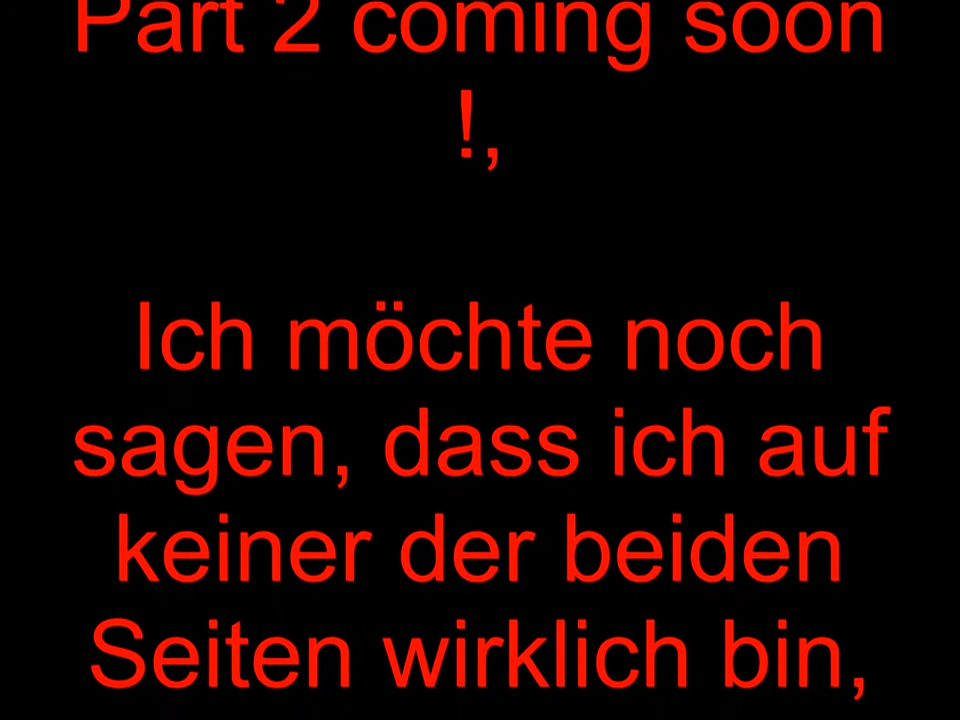 Part 2 coming soon
!,
Ich möchte noch
sagen, dass ich auf
keiner der beiden
Seiten wirklich bin,